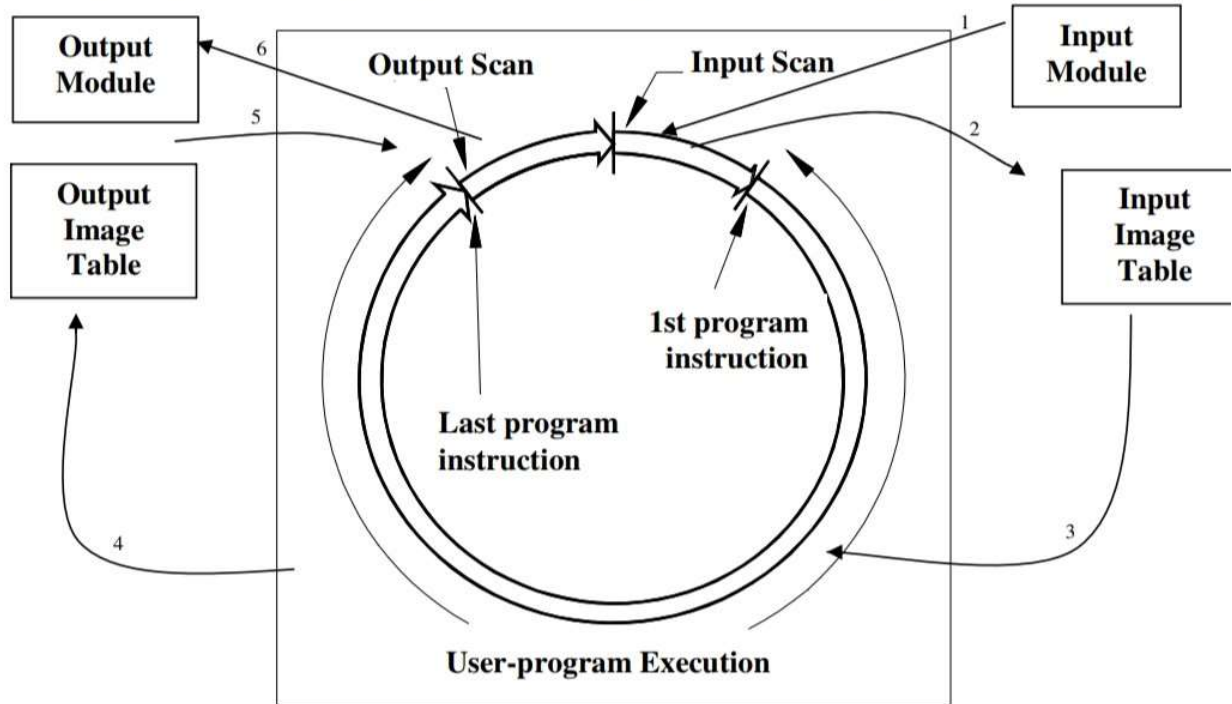 Output
Module
6
Output Scan
Input Scan
1
Input
Module
5
2
Output
Image
Table
Input
Image
Table
1st program
instruction
Last program
instruction
4
3
User-program Execution